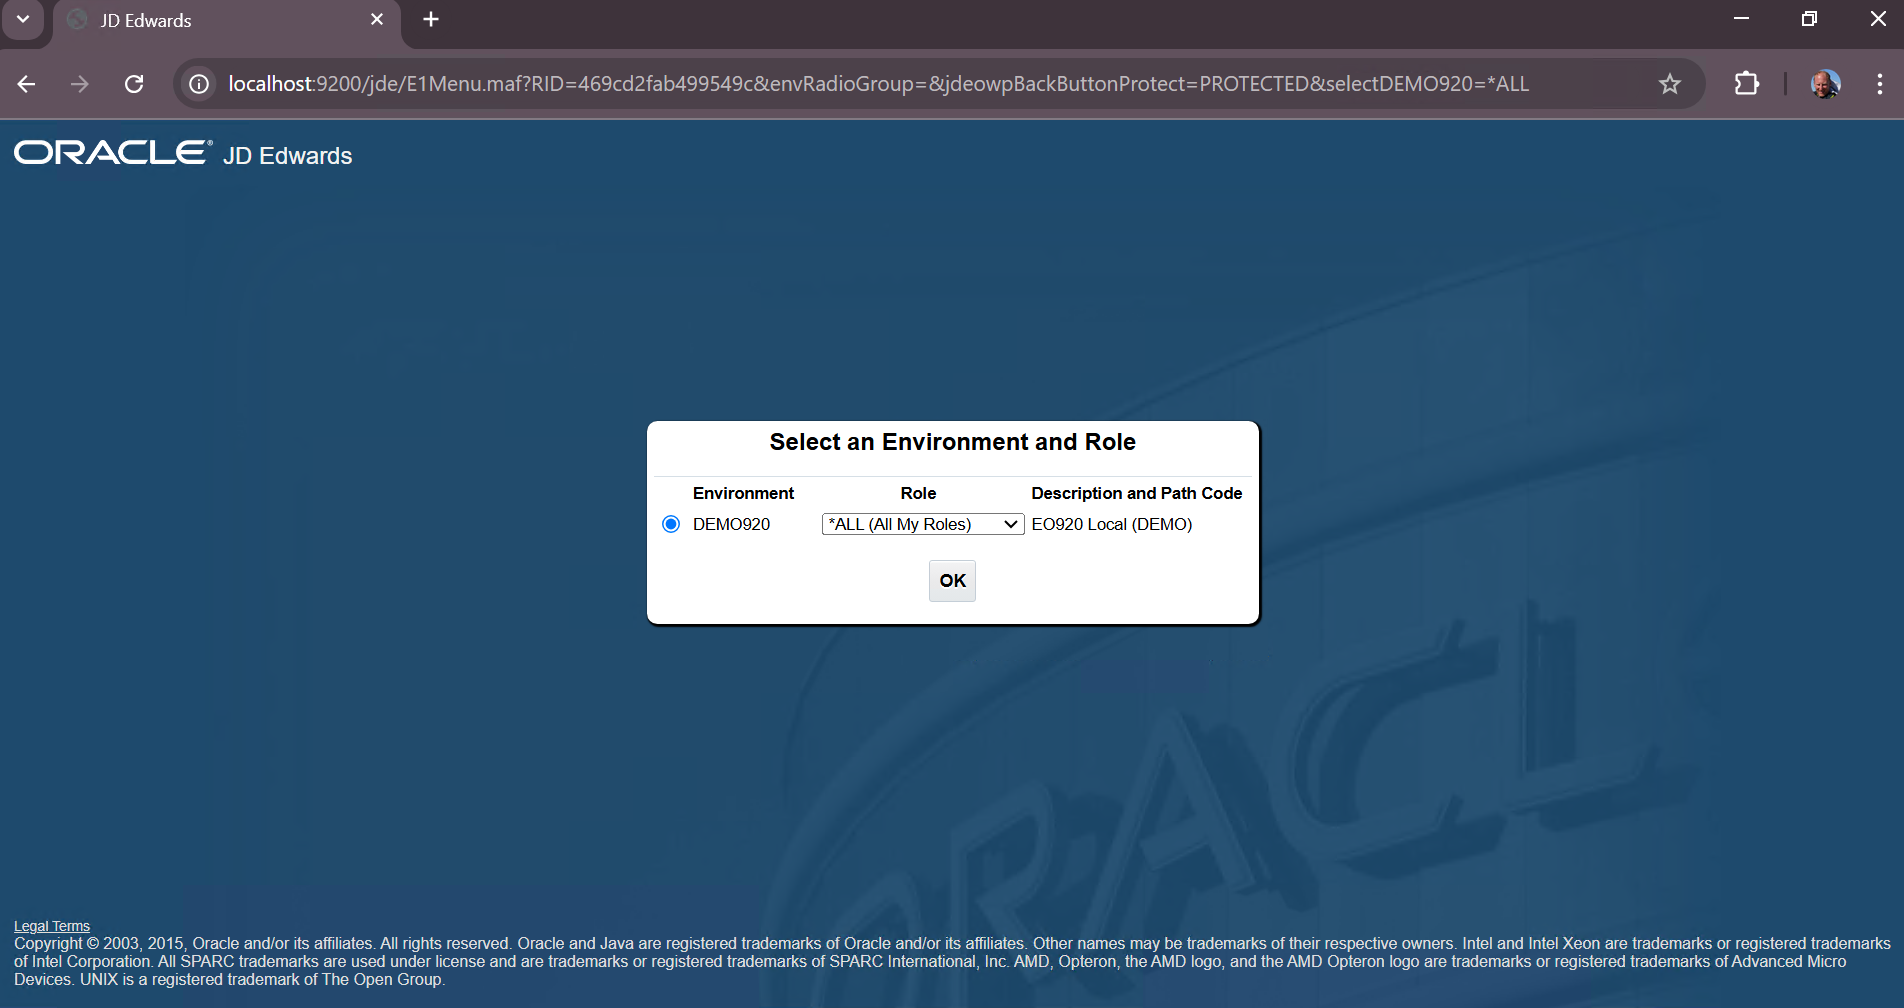 JD Edwards
localhost:9200/jde/E1Menu.maf?RID=469cd2fab499549c&envRadioGroup=&jdeowpBackButtonProtect=PROTECTED&selectDEMO920=*ALL
ORACLE® JD Edwards
Select an Environment and Role
Environment Role Description and Path Code
DEMO920 *ALL (All My Roles) EO920 Local (DEMO)
OK
ORACL
Legal Terms
Copyright © 2003, 2015, Oracle and/or its affiliates. All rights reserved. Oracle and Java are registered trademarks of Oracle and/or its affiliates. Other names may be trademarks of their respective owners. Intel and Intel Xeon are trademarks or registered trademarks
of Intel Corporation. All SPARC trademarks are used under license and are trademarks or registered trademarks of SPARC International, Inc. AMD, Opteron, the AMD logo, and the AMD Opteron logo are trademarks or registered trademarks of Advanced Micro
Devices. UNIX is a registered trademark of The Open Group.